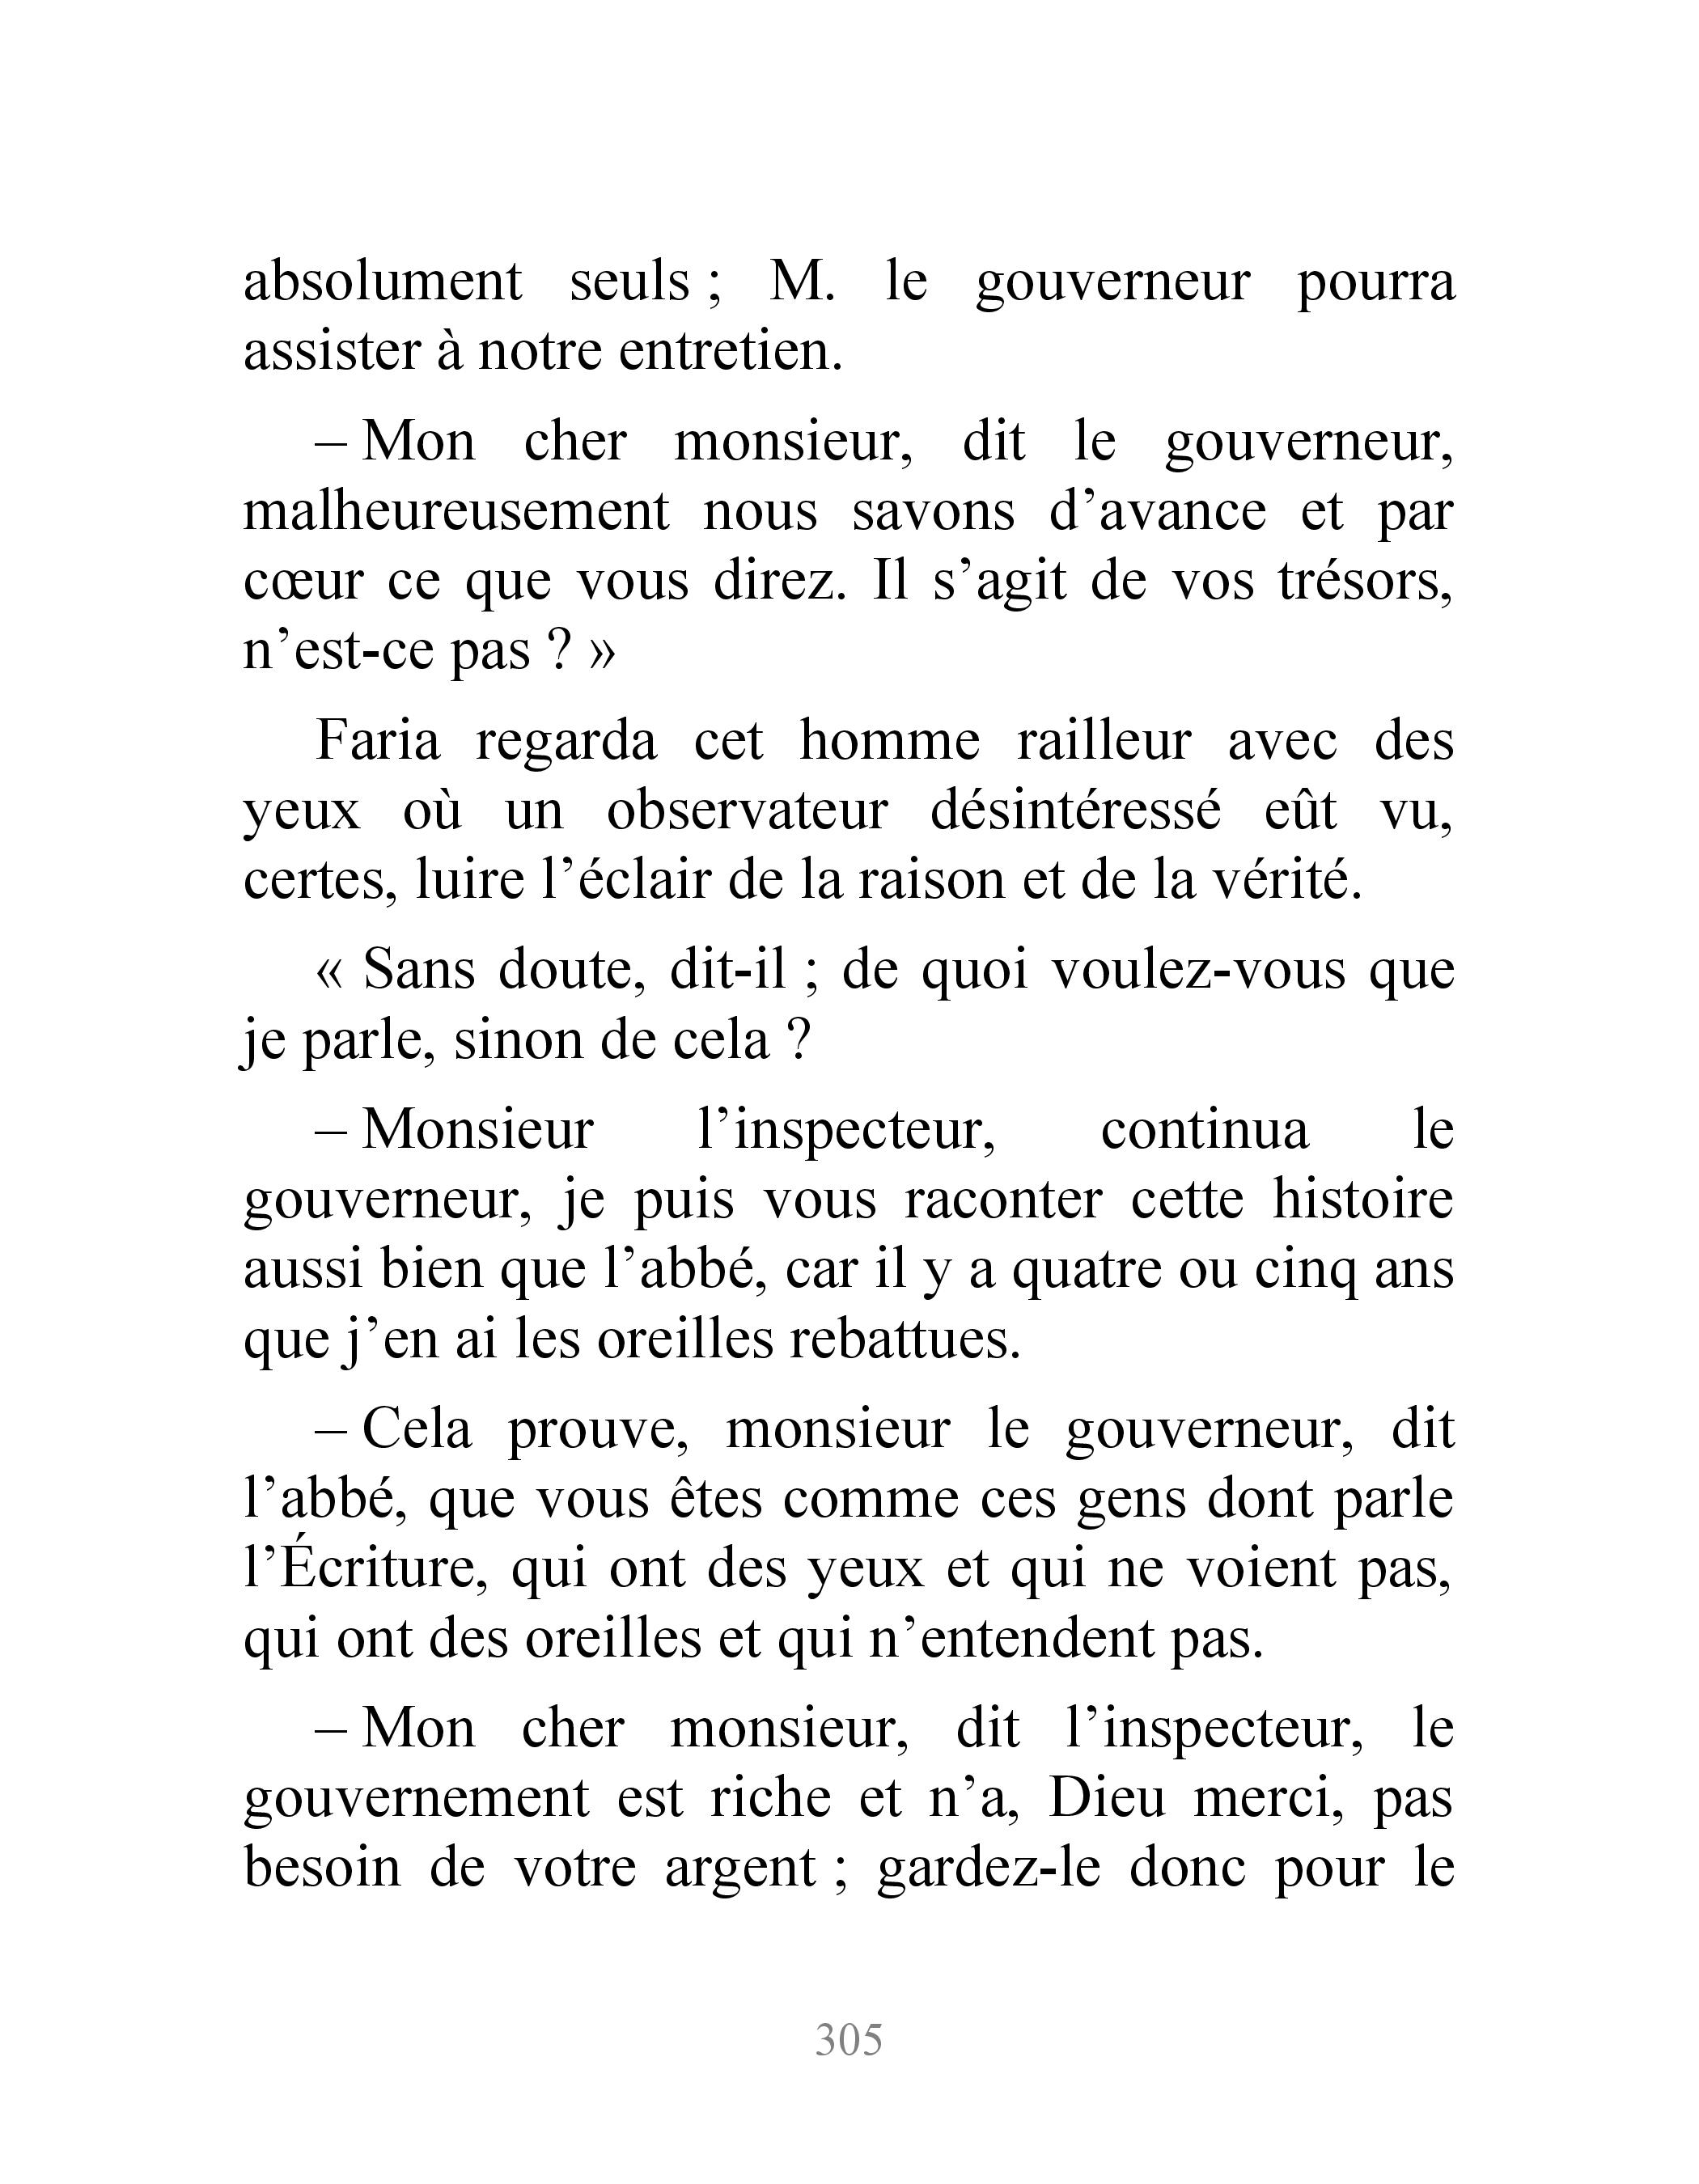 absolument seuls ; M. le gouverneur pourra
assister à notre entretien.
– Mon cher monsieur, dit le gouverneur,
malheureusement nous savons d’avance et par
cœur ce que vous direz. Il s’agit de vos trésors,
n’est-ce pas ? »
Faria regarda cet homme railleur avec des
yeux où un observateur désintéressé eût vu,
certes, luire l’éclair de la raison et de la vérité.
« Sans doute, dit-il ; de quoi voulez-vous que
je parle, sinon de cela ?
– Monsieur l’inspecteur, continua le
gouverneur, je puis vous raconter cette histoire
aussi bien que l’abbé, car il y a quatre ou cinq ans
que j’en ai les oreilles rebattues.
– Cela prouve, monsieur le gouverneur, dit
l’abbé, que vous êtes comme ces gens dont parle
l’Écriture, qui ont des yeux et qui ne voient pas,
qui ont des oreilles et qui n’entendent pas.
– Mon cher monsieur, dit l’inspecteur, le
gouvernement est riche et n’a, Dieu merci, pas
besoin de votre argent ; gardez-le donc pour le
305